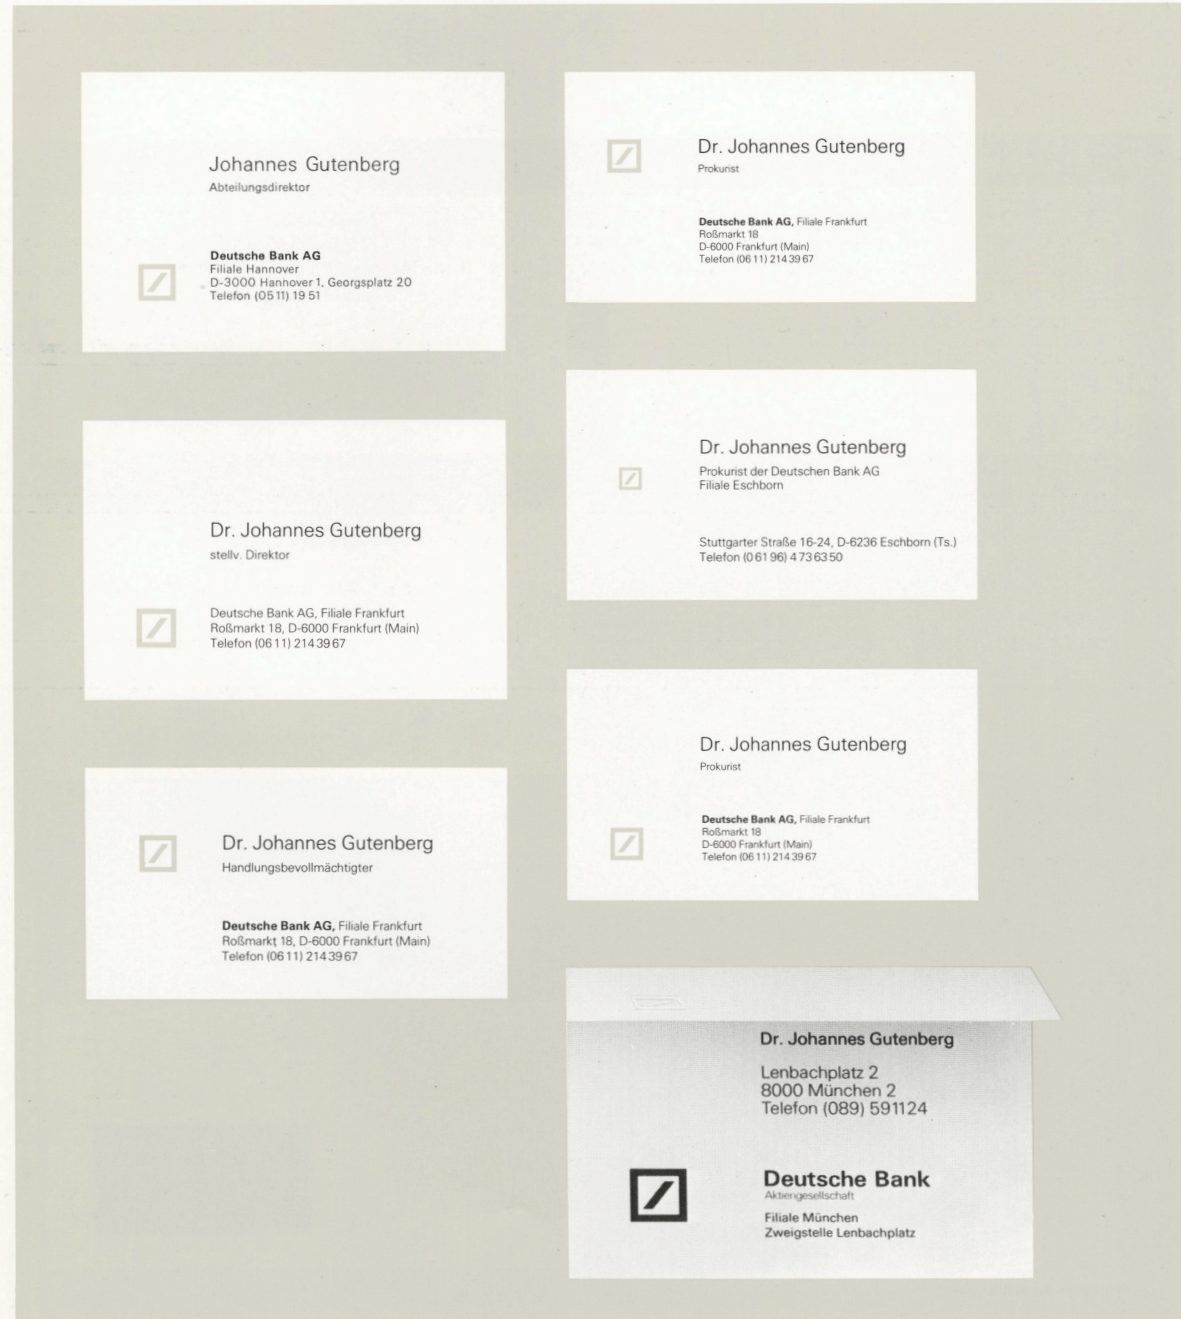 Johannes Gutenberg
Abteilungsdirektor
Deutsche Bank AG
Filiale Hannover
D-3000 Hannover 1, Georgsplatz 20
Telefon (05 11) 19 51
Dr. Johannes Gutenberg
stellv. Direktor
Deutsche Bank AG, Filiale Frankfurt
Roßmarkt 18, D-6000 Frankfurt (Main)
Telefon (06 11) 214 39 67
Dr. Johannes Gutenberg
Handlungsbevollmächtigter
Deutsche Bank AG, Filiale Frankfurt
Roßmarkt 18, D-6000 Frankfurt (Main)
Telefon (06 11) 214 39 67
Dr. Johannes Gutenberg
Prokurist
Deutsche Bank AG, Filiale Frankfurt
Roßmarkt 18
D-6000 Frankfurt (Main)
Telefon (06 11) 214 39 67
Dr. Johannes Gutenberg
Prokurist der Deutschen Bank AG
Filiale Eschborn
Stuttgarter Straße 16-24, D-6236 Eschborn (Ts.)
Telefon (0 61 96) 4 73 63 50
Dr. Johannes Gutenberg
Prokurist
Deutsche Bank AG, Filiale Frankfurt
Roßmarkt 18
D-6000 Frankfurt (Main)
Telefon (06 11) 214 39 67
Dr. Johannes Gutenberg
Lenbachplatz 2
8000 München 2
Telefon (089) 591124
Deutsche Bank
Aktiengesellschaft
Filiale München
Zweigstelle Lenbachplatz